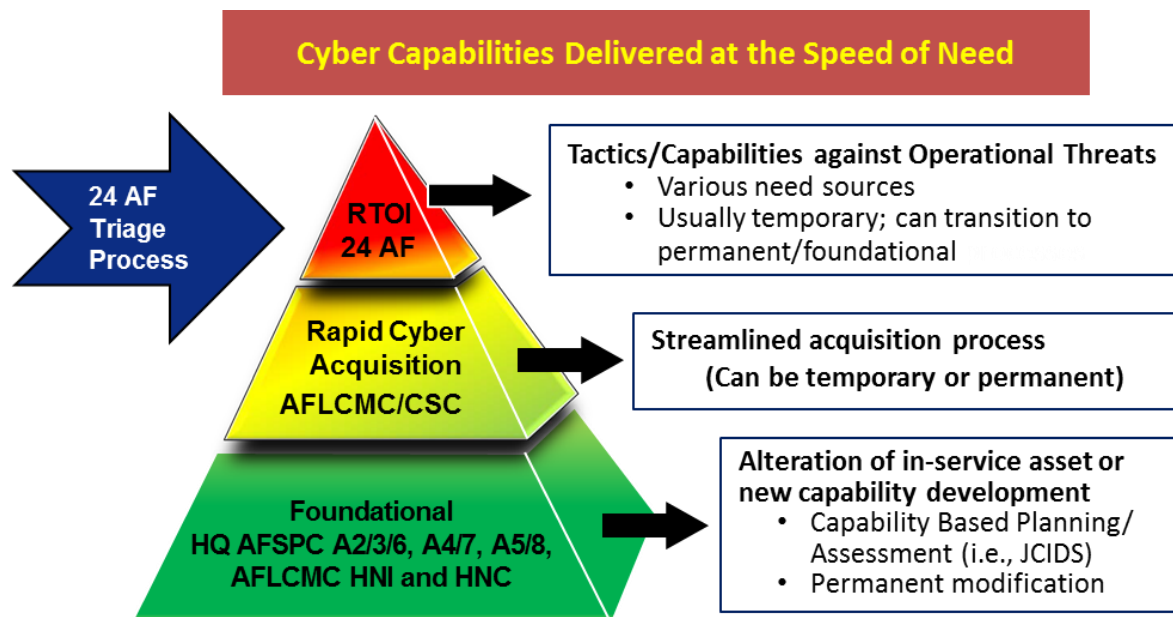 Cyber Capabilities Delivered at the Speed of Need
24 AF
Triage
Process
RTOI
24 AF
Tactics/Capabilities against Operational Threats
• Various need sources
• Usually temporary; can transition to
permanent/foundational
Rapid Cyber
Acquisition
AFLCMC/CSC
Streamlined acquisition process
(Can be temporary or permanent)
Foundational
HQ AFSPC A2/3/6, A4/7, A5/8,
AFLCMC HNI and HNC
Alteration of in-service asset or
new capability development
• Capability Based Planning/
Assessment (i.e., JCIDS)
• Permanent modification